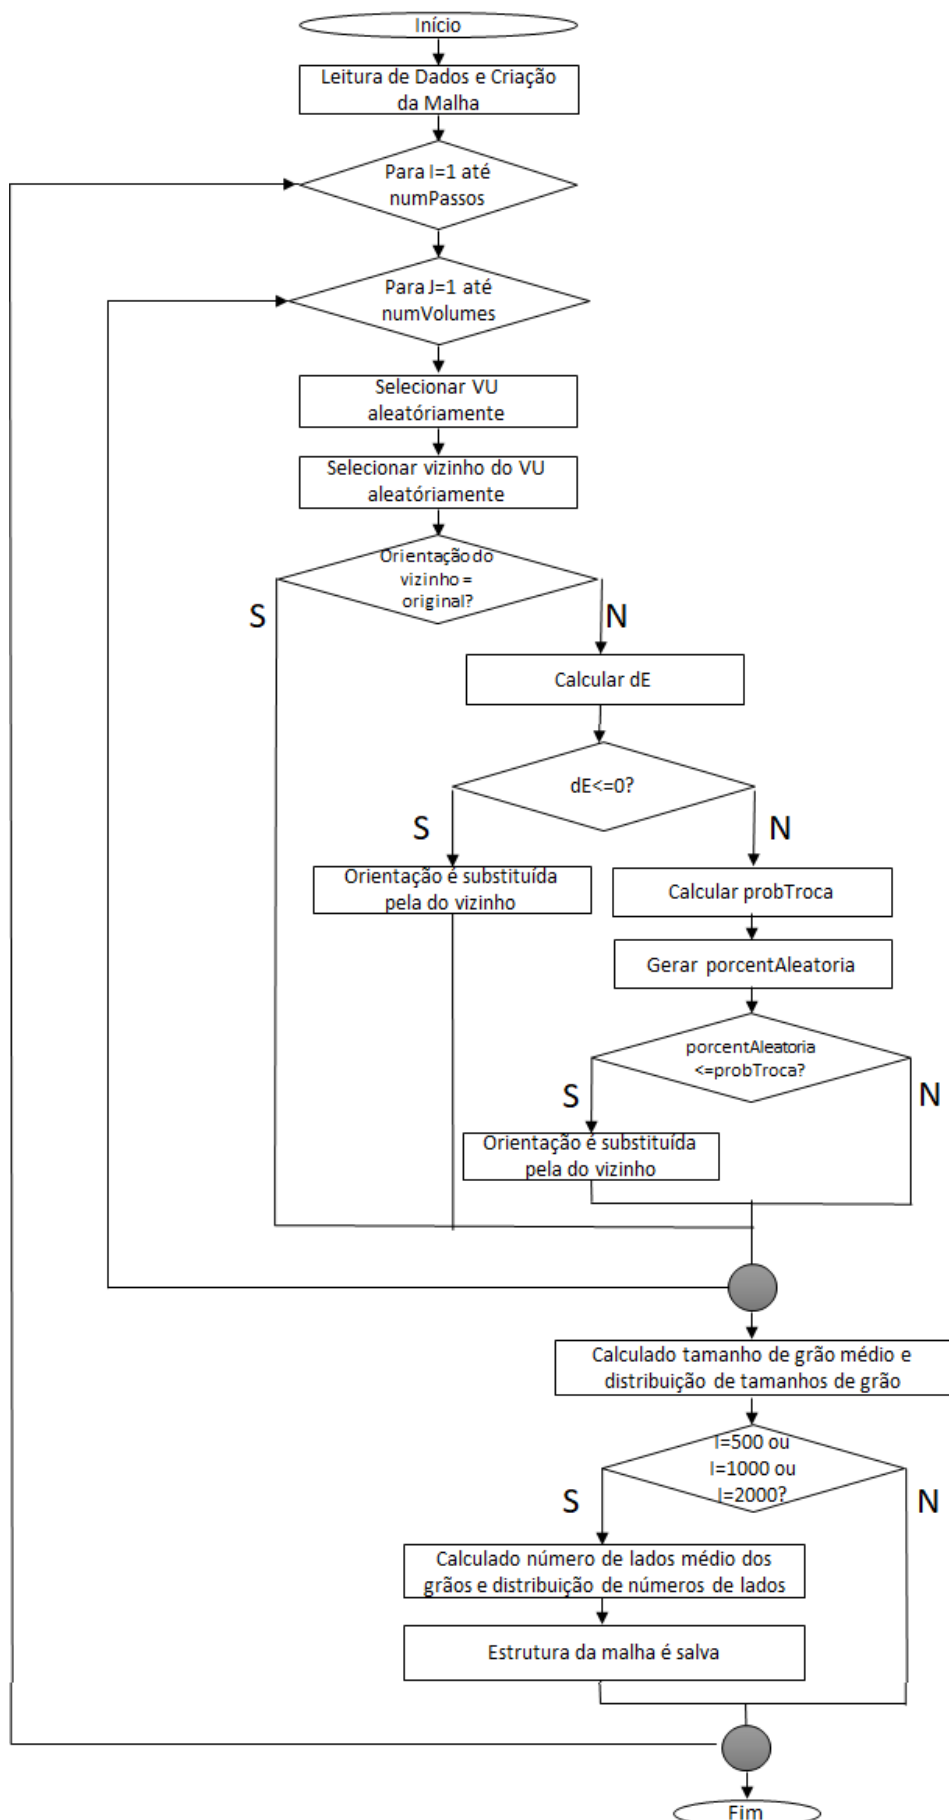 Início
Leitura de Dados e Criação
da Malha
Para I=1 até
numPassos
Para J=1 até
numVolumes
Selecionar VU
aleatóriamente
Selecionar vizinho do VU
aleatóriamente
Orientação do
vizinho =
original?
S
N
Calcular dE
dE<=0?
S
N
Orientação é substituída
pela do vizinho
Calcular probTroca
Gerar porcentAleatoria
porcentAleatoria
<=probTroca?
S
N
Orientação é substituída
pela do vizinho
Calculado tamanho de grão médio e
distribuição de tamanhos de grão
I=500 ou
I=1000 ou
I=2000?
S
N
Calculado número de lados médio dos
grãos e distribuição de números de lados
Estrutura da malha é salva
Fim